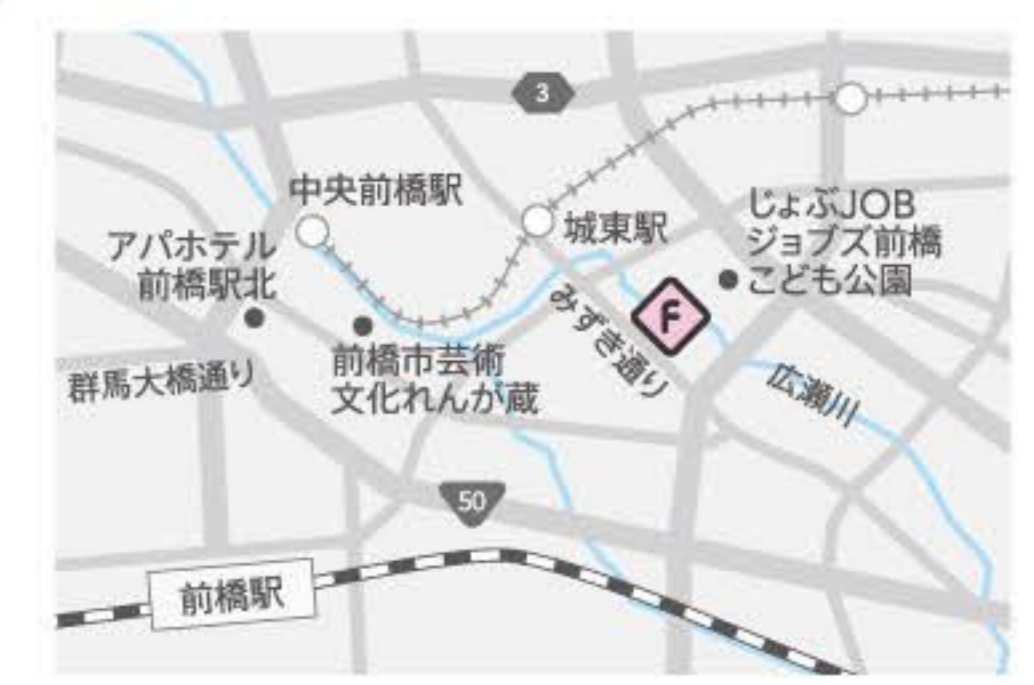 3
中央前橋駅
城東駅
じょぶJOB
ジョブズ前橋
こども公園
アパホテル
前橋駅北
F
みずき通り
前橋市芸術
文化れんが蔵
群馬大橋通り
広瀬川
50
前橋駅